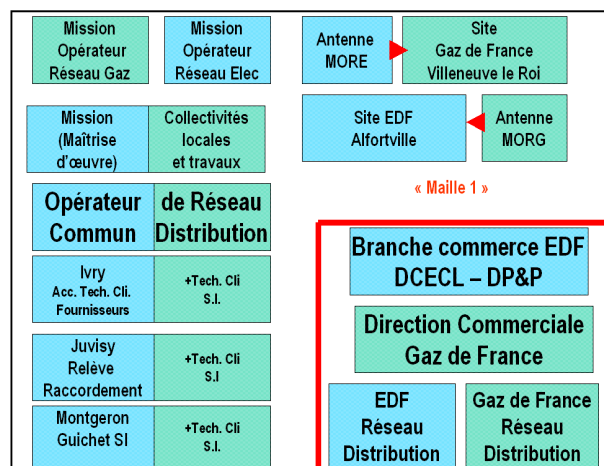 Mission
Opérateur
Réseau Gaz
Mission
Opérateur
Réseau Elec
Antenne
MORE
Site
Gaz de France
Villeneuve le Roi
Mission
(Maîtrise
d'œuvre)
Collectivités
locales
et travaux
Site EDF
Alfortville
Antenne
MORG
« Maille 1 »
Opérateur
Commun
de Réseau
Distribution
Ivry
Acc. Tech. Cli.
Fournisseurs
+Tech. Cli
S.I.
Juvisy
Relève
Raccordement
+Tech. Cli
S.I
Montgeron
Guichet SI
+Tech. Cli
S.I.
Branche commerce EDF
DCECL – DP&P
Direction Commerciale
Gaz de France
EDF
Réseau
Distribution
Gaz de France
Réseau
Distribution